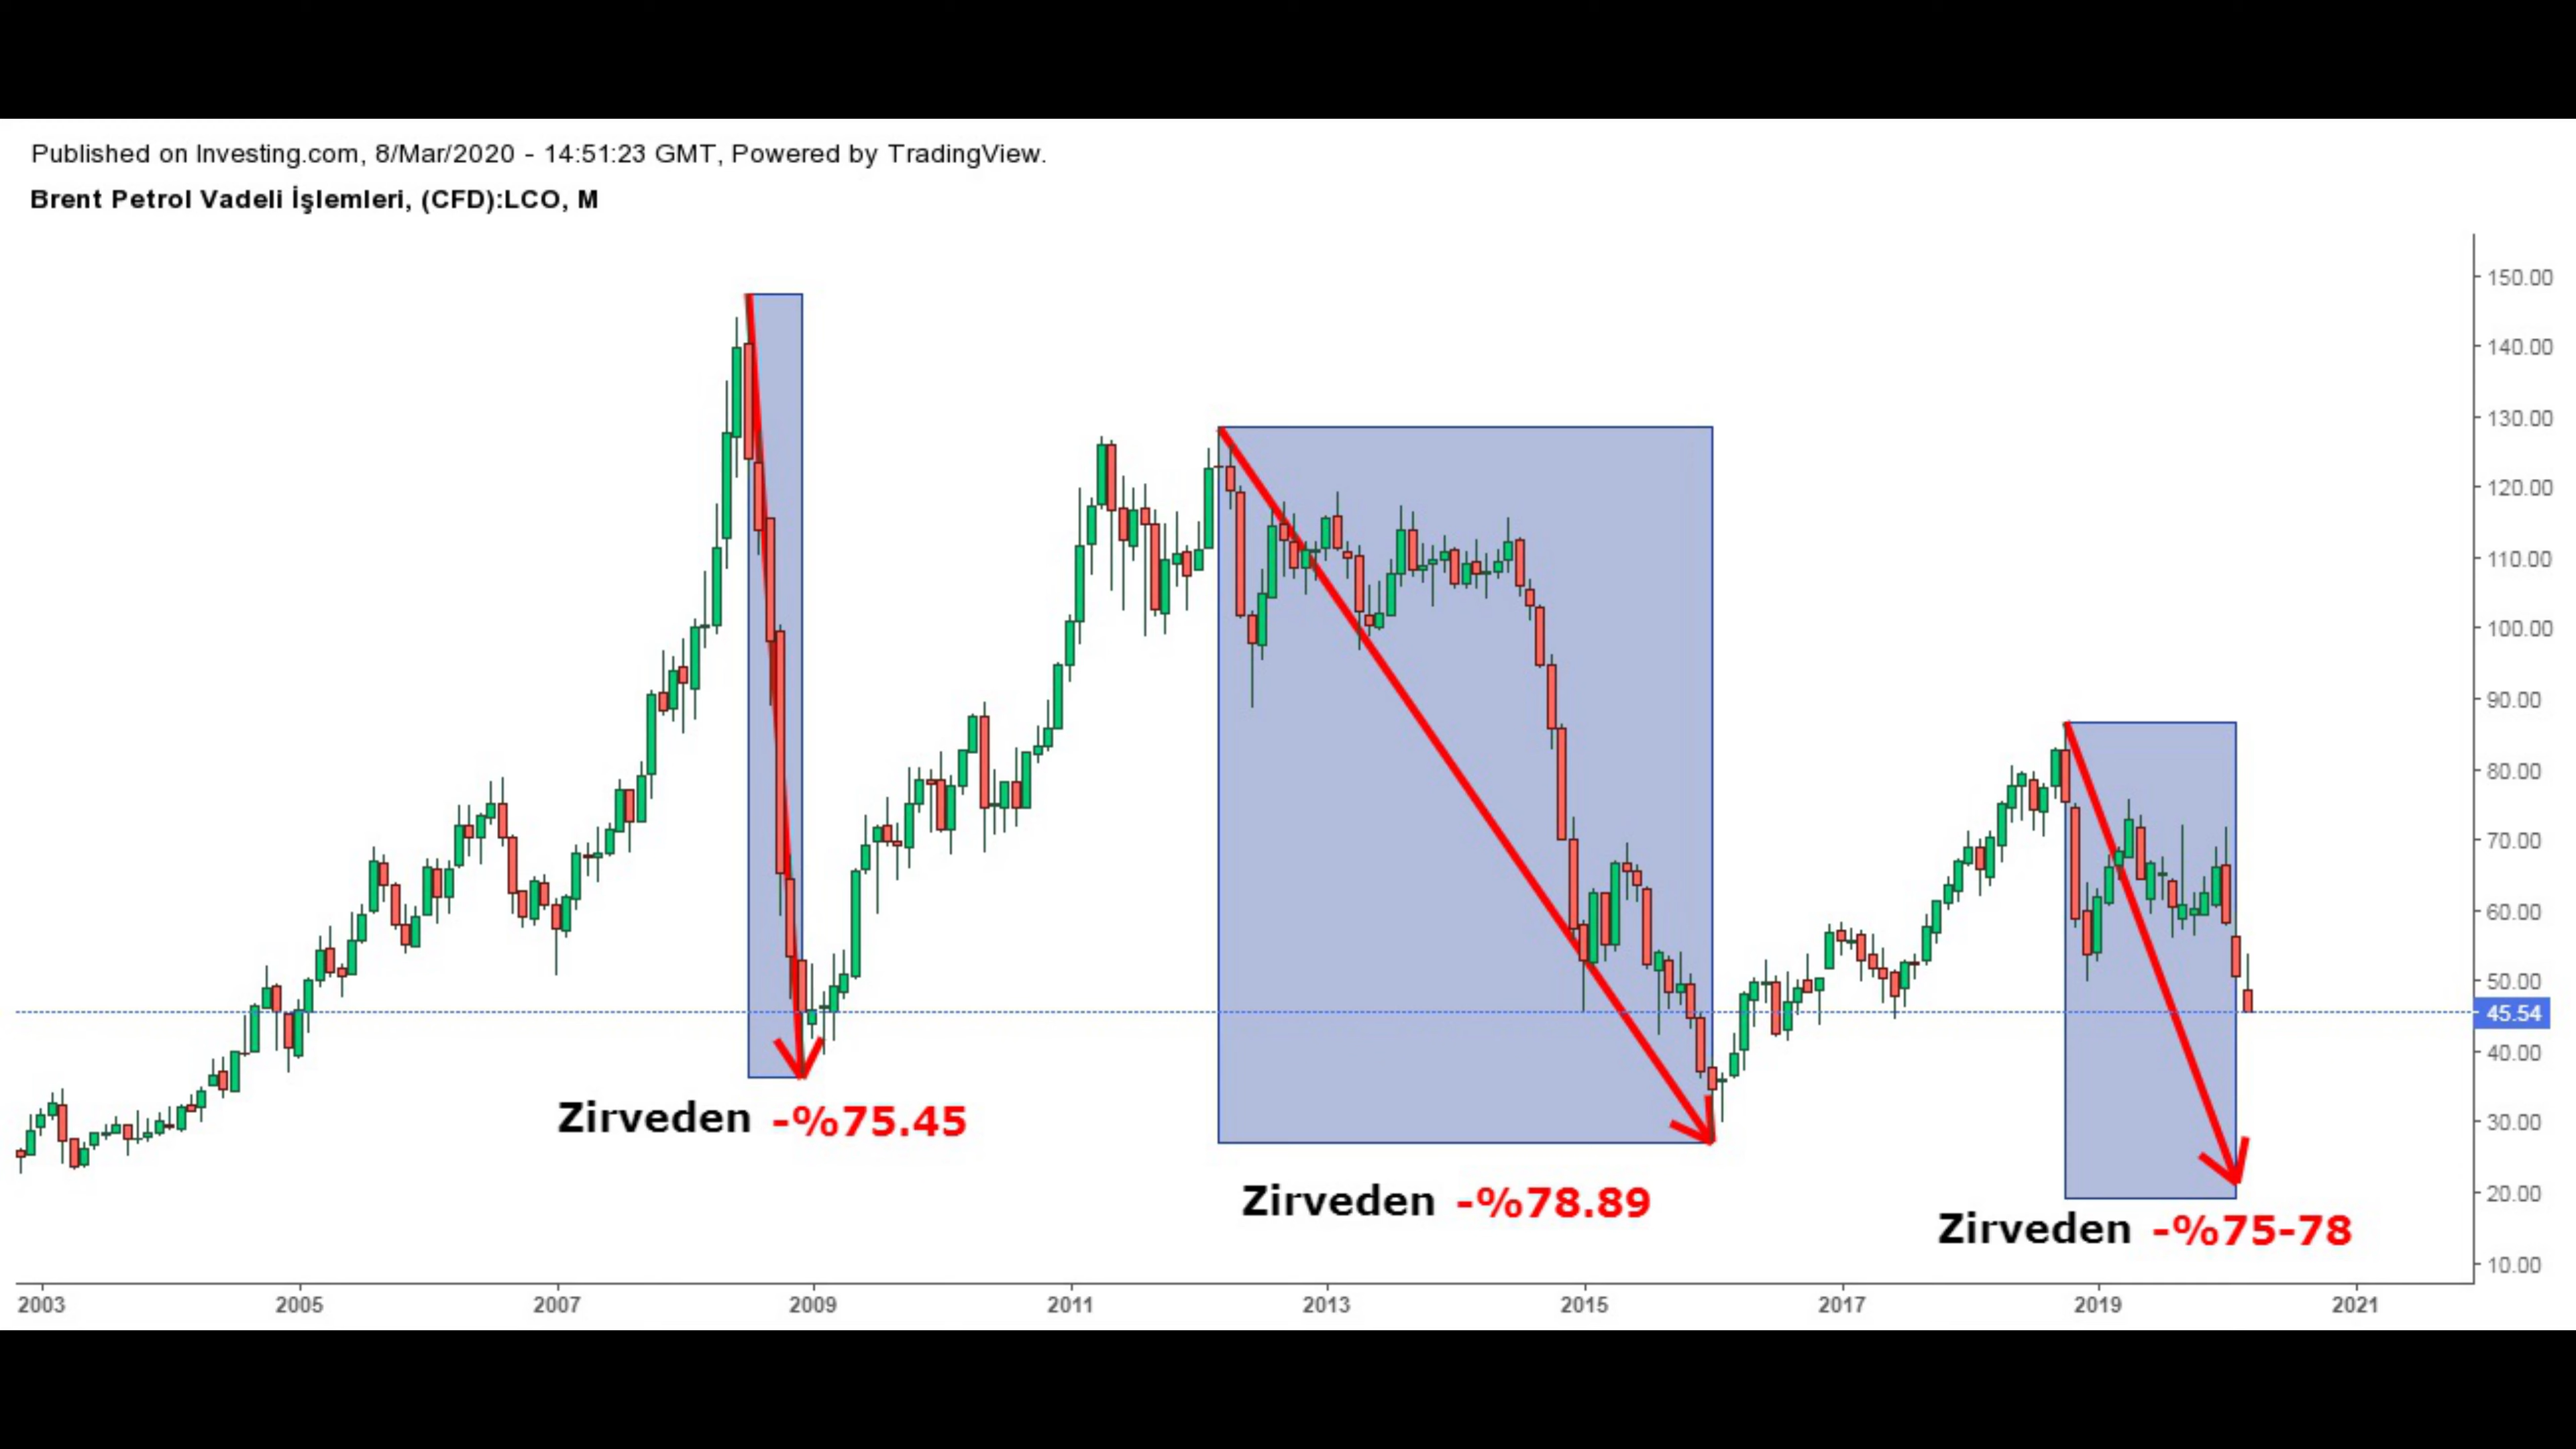 Published on Investing.com, 8/Mar/2020 - 14:51:23 GMT, Powered by TradingView.
Brent Petrol Vadeli İşlemleri, (CFD):LCO, M
150.00
140.00
130.00
120.00
110.00
100.00
90.00
80.00
70.00
60.00
50.00
45.54
40.00
30.00
20.00
10.00
Zirveden -%75.45
Zirveden -%78.89
Zirveden -%75-78
2003 2005 2007 2009 2011 2013 2015 2017 2019 2021